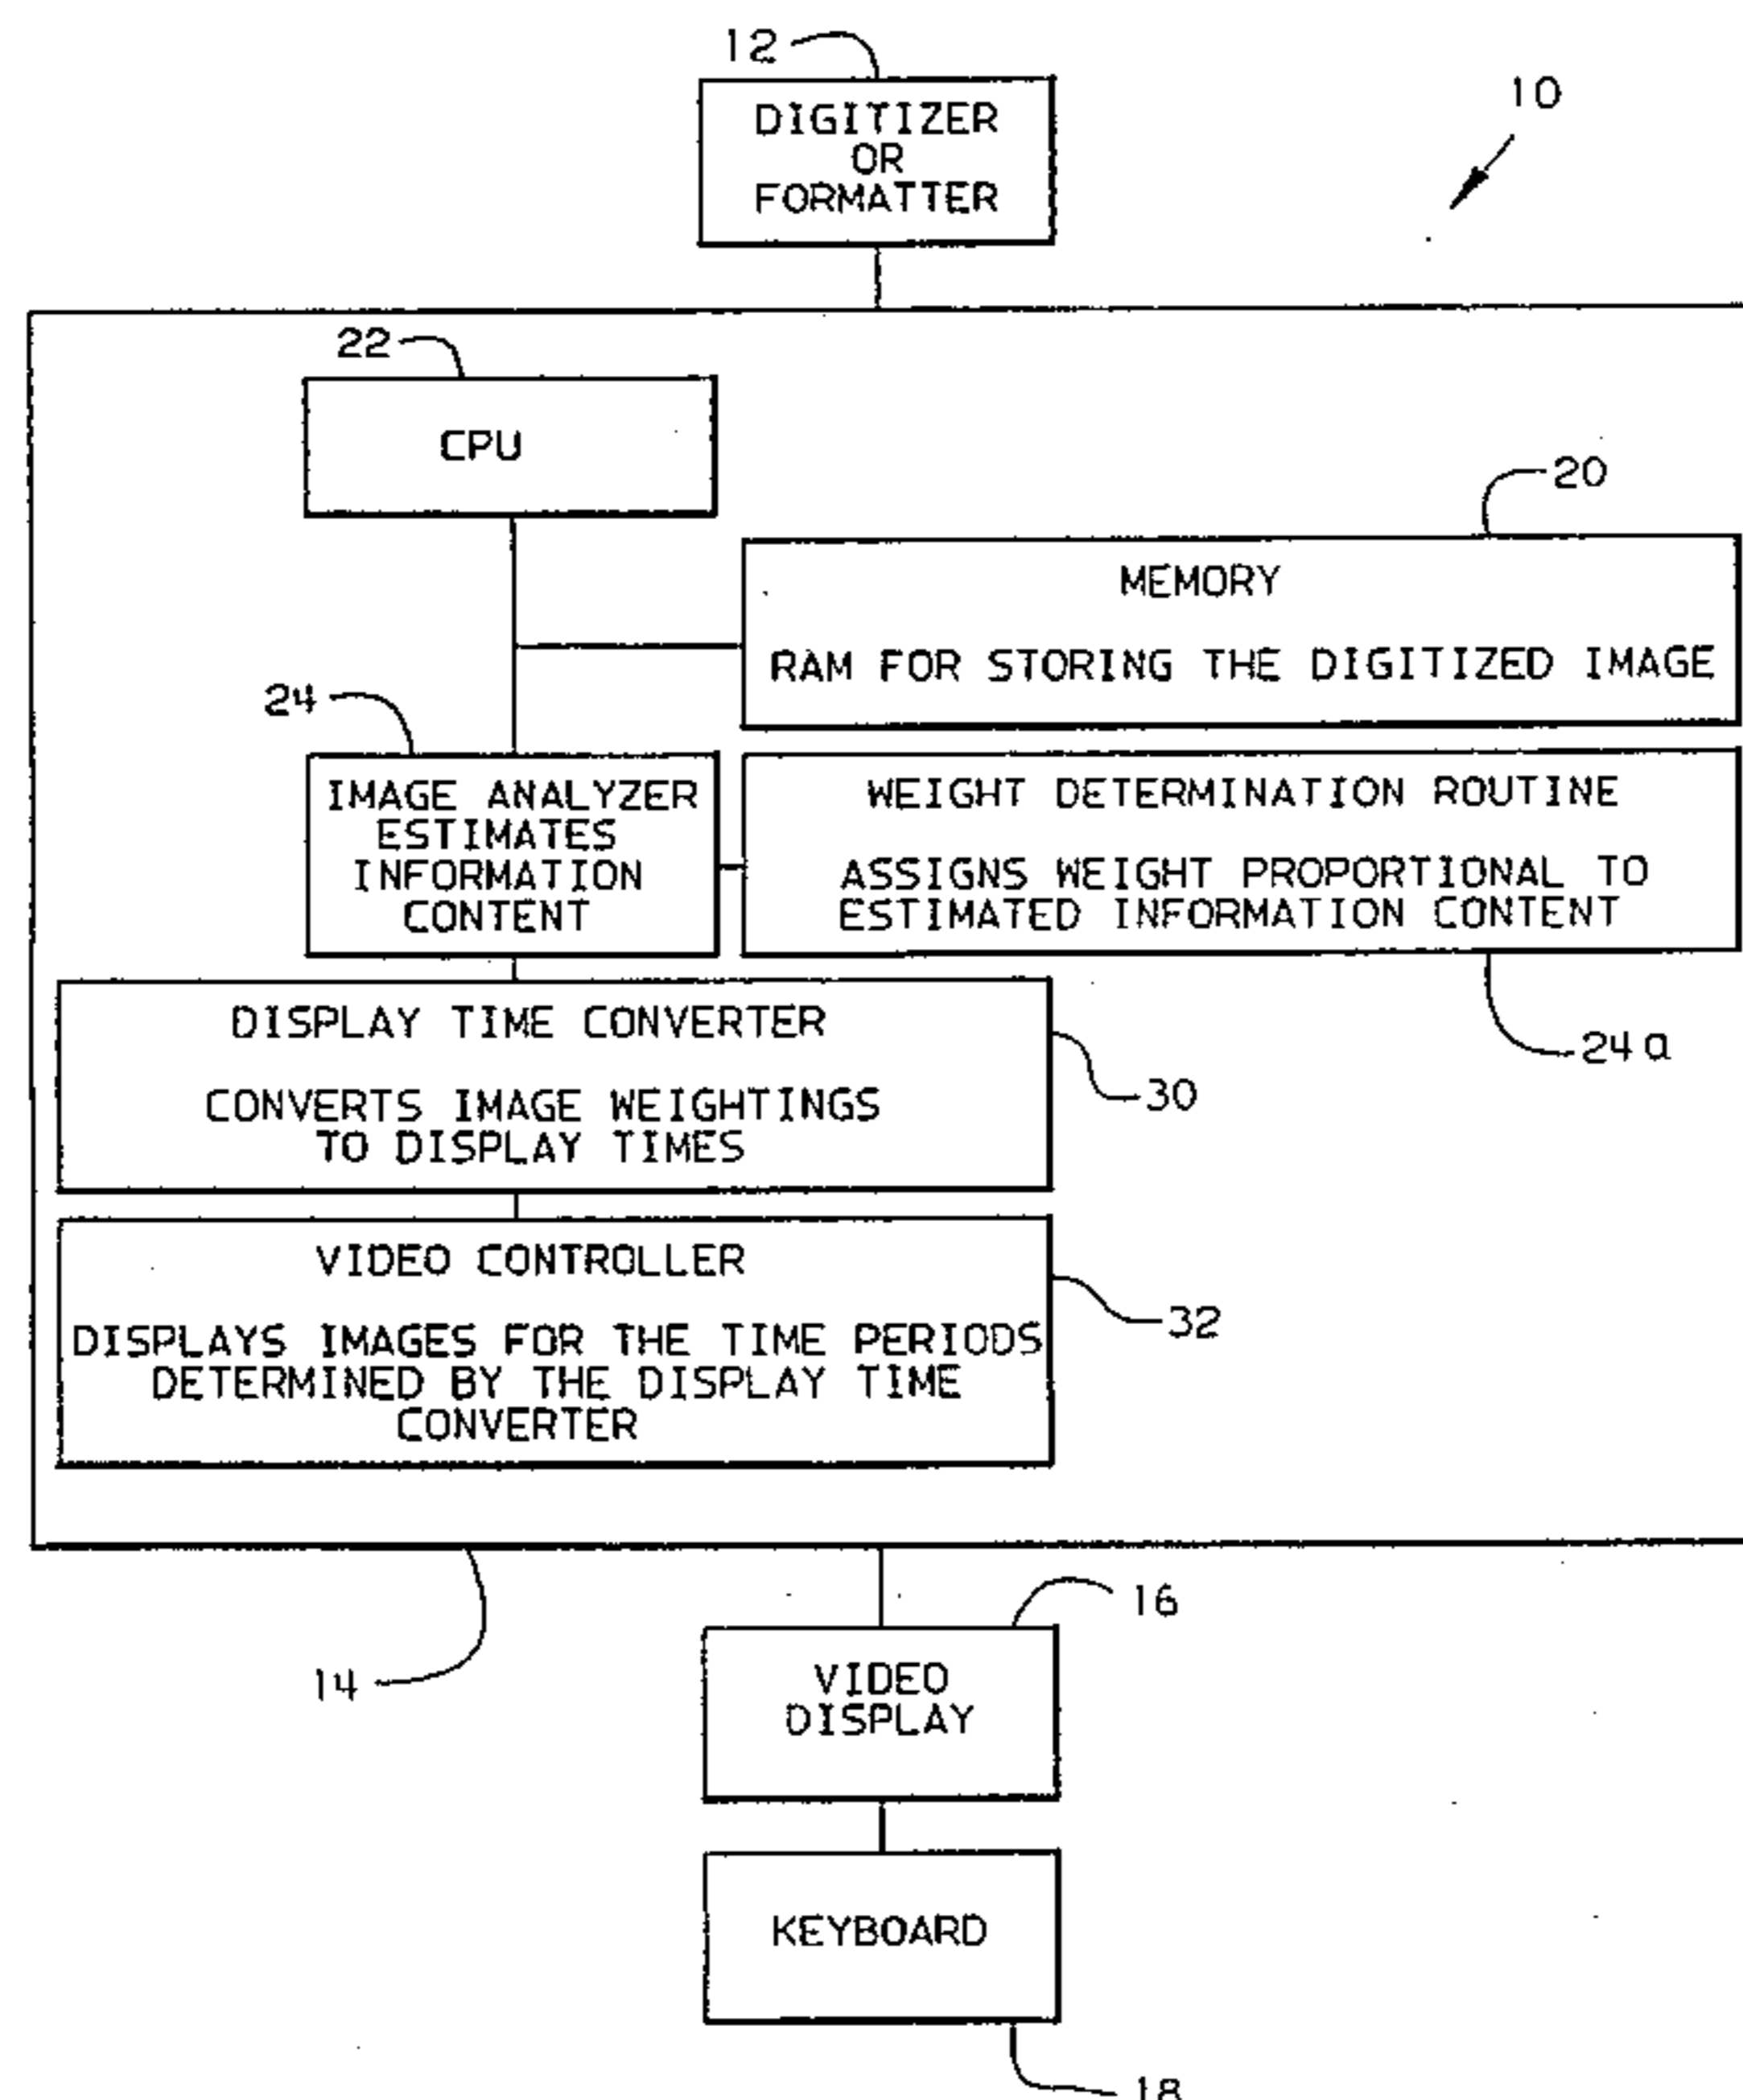 12
10
DIGITIZER
OR
FORMATTER
22
CPU
20
MEMORY
RAM FOR STORING THE DIGITIZED IMAGE
24
IMAGE ANALYZER
ESTIMATES
INFORMATION
CONTENT
WEIGHT DETERMINATION ROUTINE
ASSIGNS WEIGHT PROPORTIONAL TO
ESTIMATED INFORMATION CONTENT
24a
DISPLAY TIME CONVERTER
CONVERTS IMAGE WEIGHTINGS
TO DISPLAY TIMES
30
VIDEO CONTROLLER
DISPLAYS IMAGES FOR THE TIME PERIODS
DETERMINED BY THE DISPLAY TIME
CONVERTER
32
14
16
VIDEO
DISPLAY
KEYBOARD
18